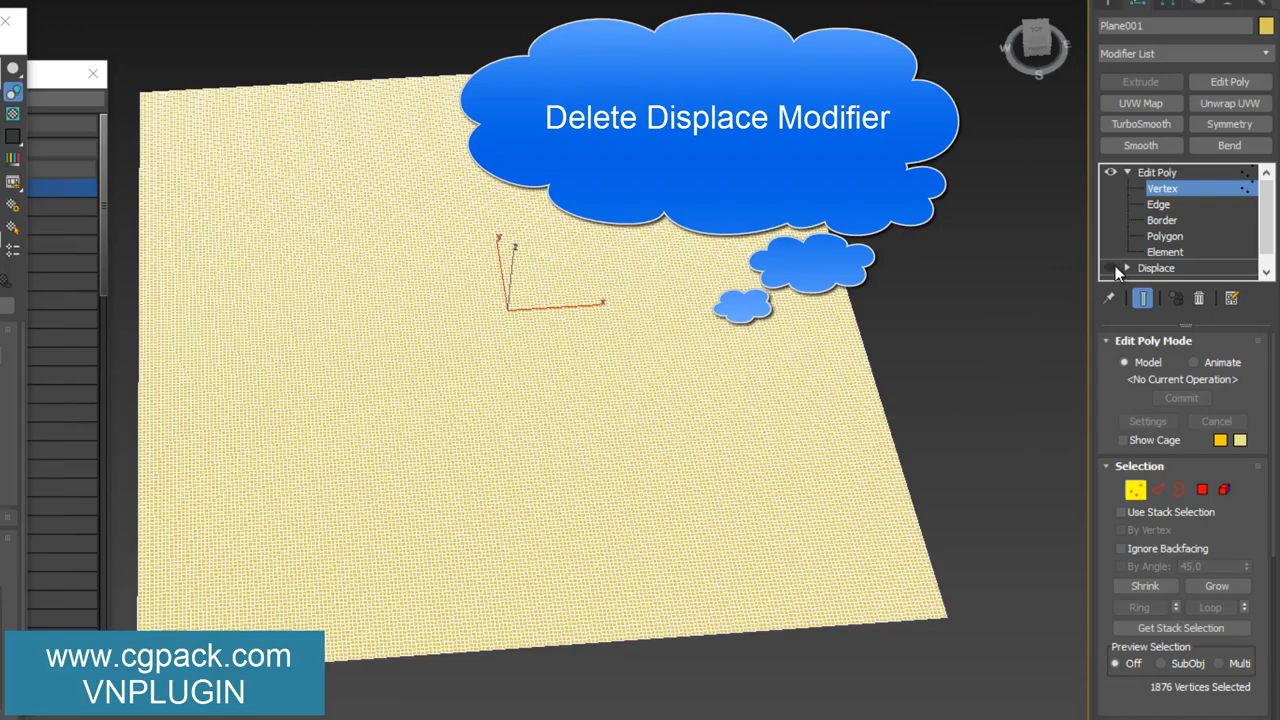 Delete Displace Modifier
W
S
TOP
y
z
x
Plane001
Modifier List
Extrude
Edit Poly
UVW Map
Unwrap UVW
TurboSmooth
Symmetry
Smooth
Bend
Edit Poly
Vertex
Edge
Border
Polygon
Element
Displace
Edit Poly Mode
Model
Animate
<No Current Operation>
Commit
Settings
Cancel
Show Cage
Selection
Use Stack Selection
By Vertex
Ignore Backfacing
By Angle: 45.0
Shrink
Grow
Ring
Loop
Get Stack Selection
Preview Selection
Off
SubObj
Multi
1876 Vertices Selected
www.cgpack.com
VNPLUGIN